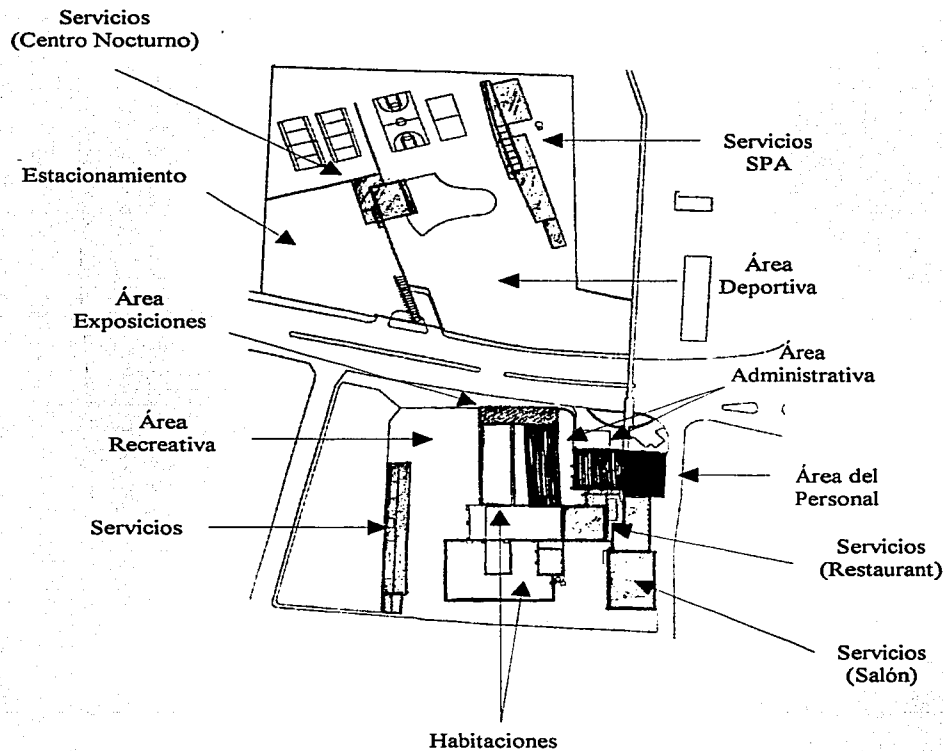 Servicios
(Centro Nocturno)
Servicios
SPA
Estacionamiento
Área
Deportiva
Área
Exposiciones
Área
Administrativa
Área
Recreativa
Área del
Personal
Servicios
Servicios
(Restaurant)
Servicios
(Salón)
Habitaciones